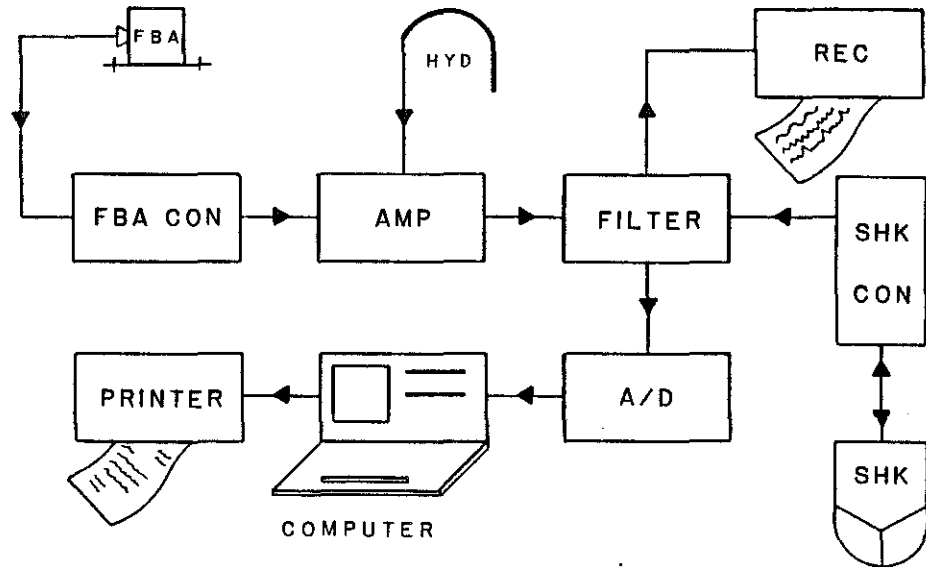 FBA
HYD
REC
FBA CON
AMP
FILTER
SHK
CON
PRINTER
A/D
SHK
COMPUTER